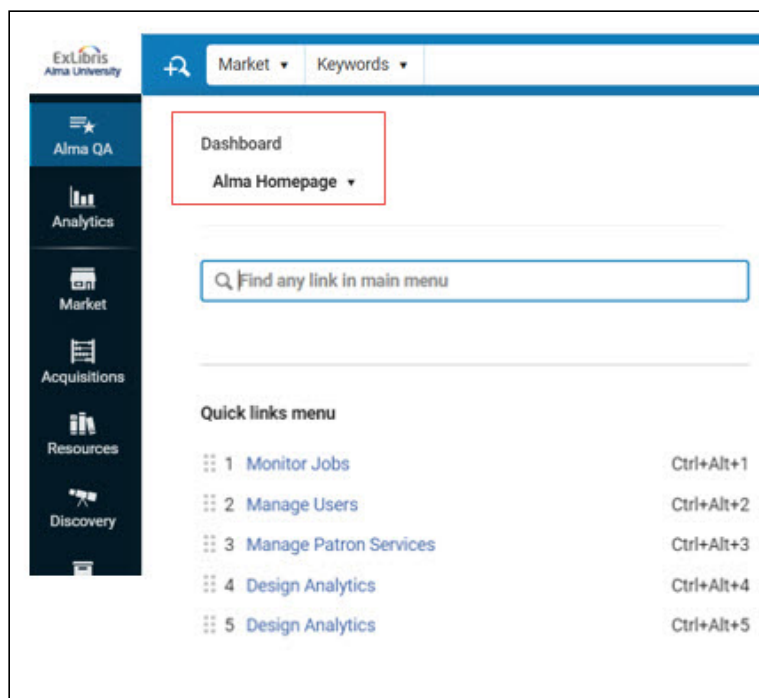 ExLibris
Alma University
Market Keywords
Alma QA
Analytics
Market
Acquisitions
Resources
Discovery
Dashboard
Alma Homepage
Find any link in main menu
Quick links menu
1 Monitor Jobs Ctrl+Alt+1
2 Manage Users Ctrl+Alt+2
3 Manage Patron Services Ctrl+Alt+3
4 Design Analytics Ctrl+Alt+4
5 Design Analytics Ctrl+Alt+5